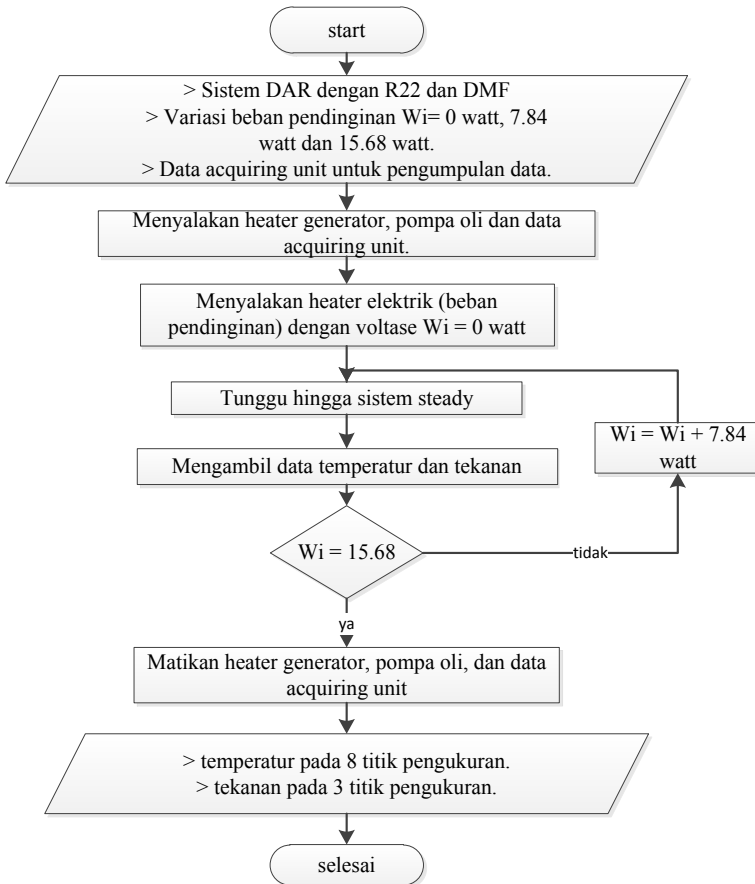 start
> Sistem DAR dengan R22 dan DMF
> Variasi beban pendinginan Wi= 0 watt, 7.84
watt dan 15.68 watt.
> Data acquiring unit untuk pengumpulan data.
Menyalakan heater generator, pompa oli dan data
acquiring unit.
Menyalakan heater elektrik (beban
pendinginan) dengan voltase Wi = 0 watt
Tunggu hingga sistem steady
Wi = Wi + 7.84
watt
Mengambil data temperatur dan tekanan
Wi = 15.68
tidak
ya
Matikan heater generator, pompa oli, dan data
acquiring unit
> temperatur pada 8 titik pengukuran.
> tekanan pada 3 titik pengukuran.
selesai